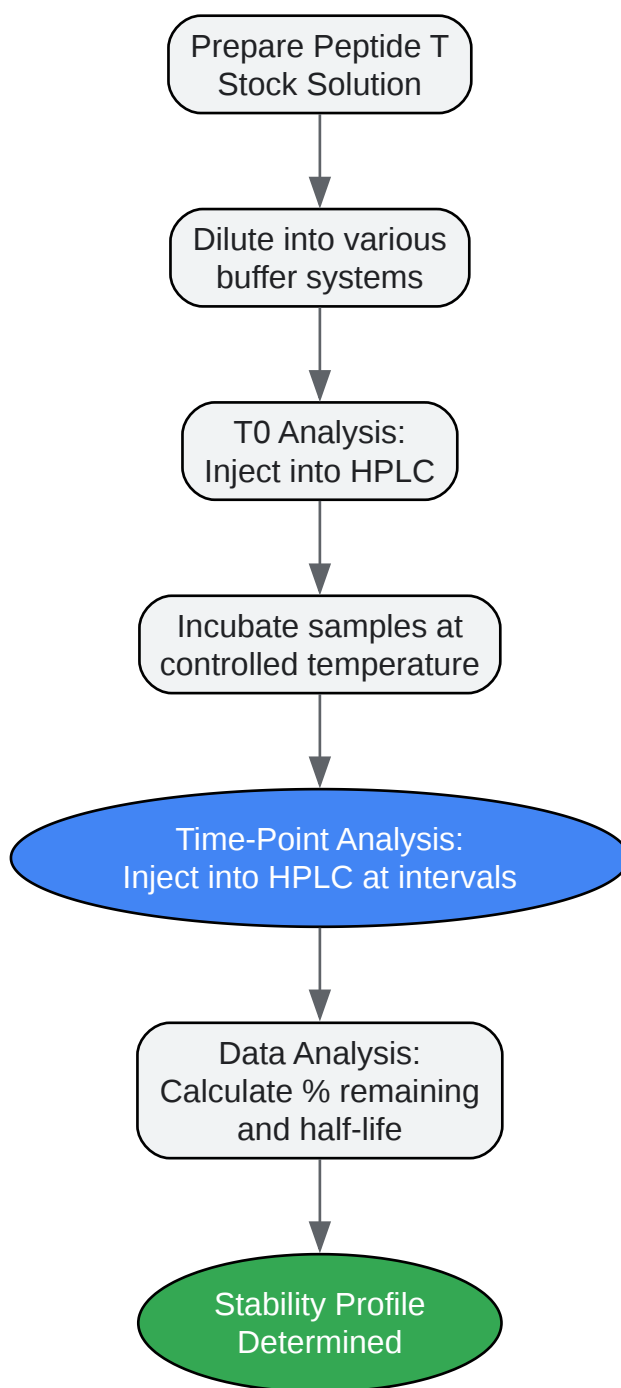 Prepare Peptide T
Stock Solution
Dilute into various
buffer systems
T0 Analysis:
Inject into HPLC
Incubate samples at
controlled temperature
Time-Point Analysis:
Inject into HPLC at intervals
Data Analysis:
Calculate % remaining
and half-life
Stability Profile
Determined